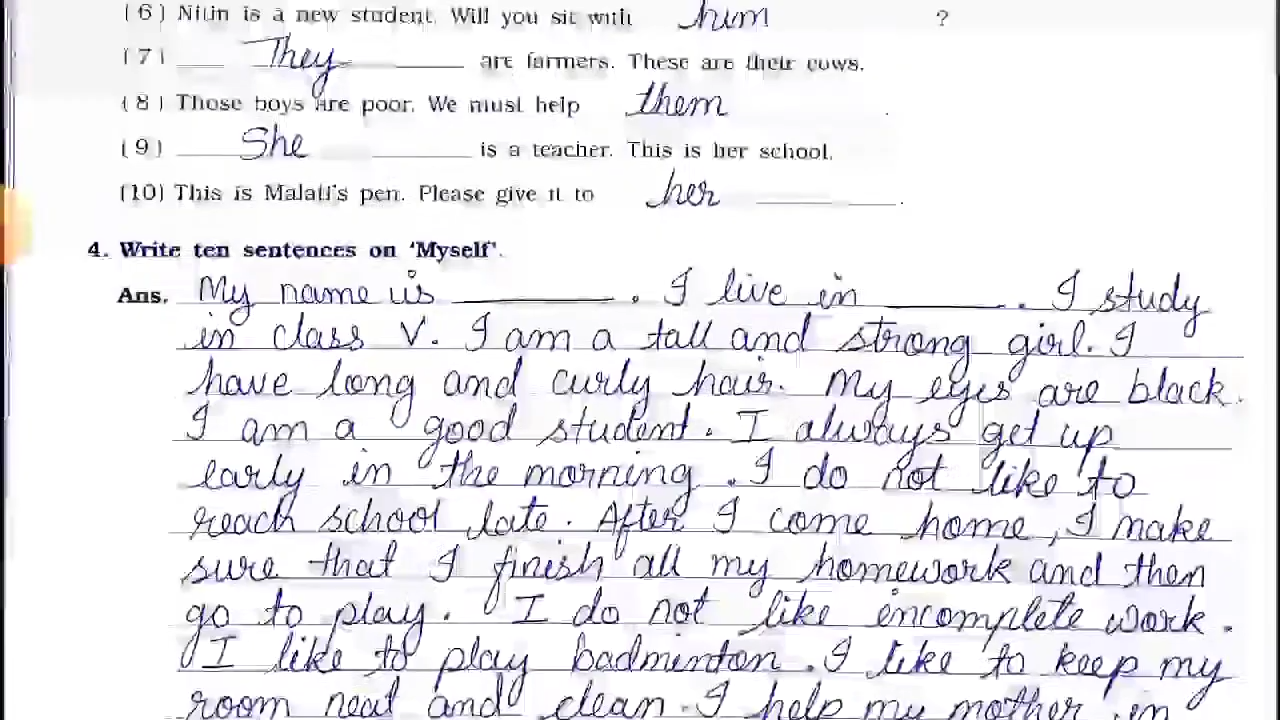 (6) Nitin is a new student. Will you sit with him ?
(7) They are farmers. These are their cows.
(8) Those boys are poor. We must help them .
(9) She is a teacher. This is her school.
(10) This is Malati's pen. Please give it to her .
4. Write ten sentences on 'Myself'.
Ans. My name is ________. I live in ________. I study
in class V. I am a tall and strong girl. I
have long and curly hair. My eyes are black.
I am a good student. I always get up
early in the morning. I do not like to
reach school late. After I come home, I make
sure that I finish all my homework and then
go to play. I do not like incomplete work.
I like to play badminton. I like to keep my
room neat and clean. I help my mother in